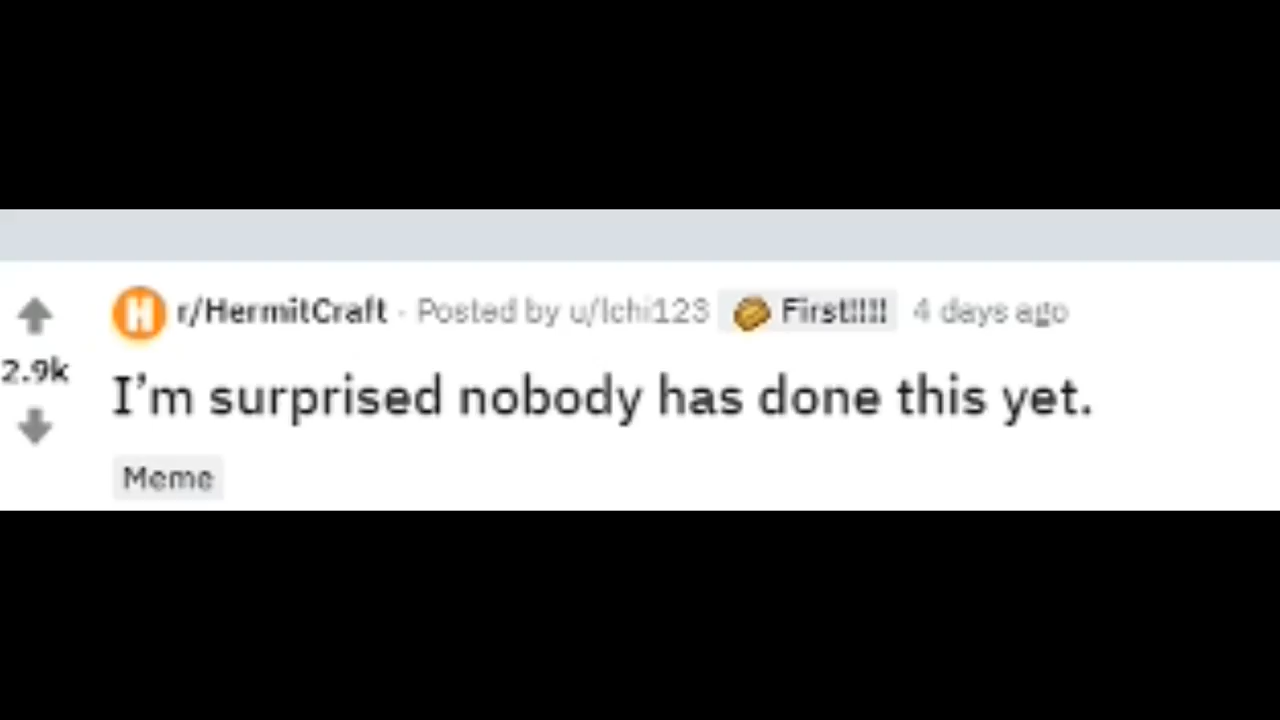 H r/HermitCraft · Posted by u/Ichi123 First!!!! 4 days ago
2.9k
I’m surprised nobody has done this yet.
Meme